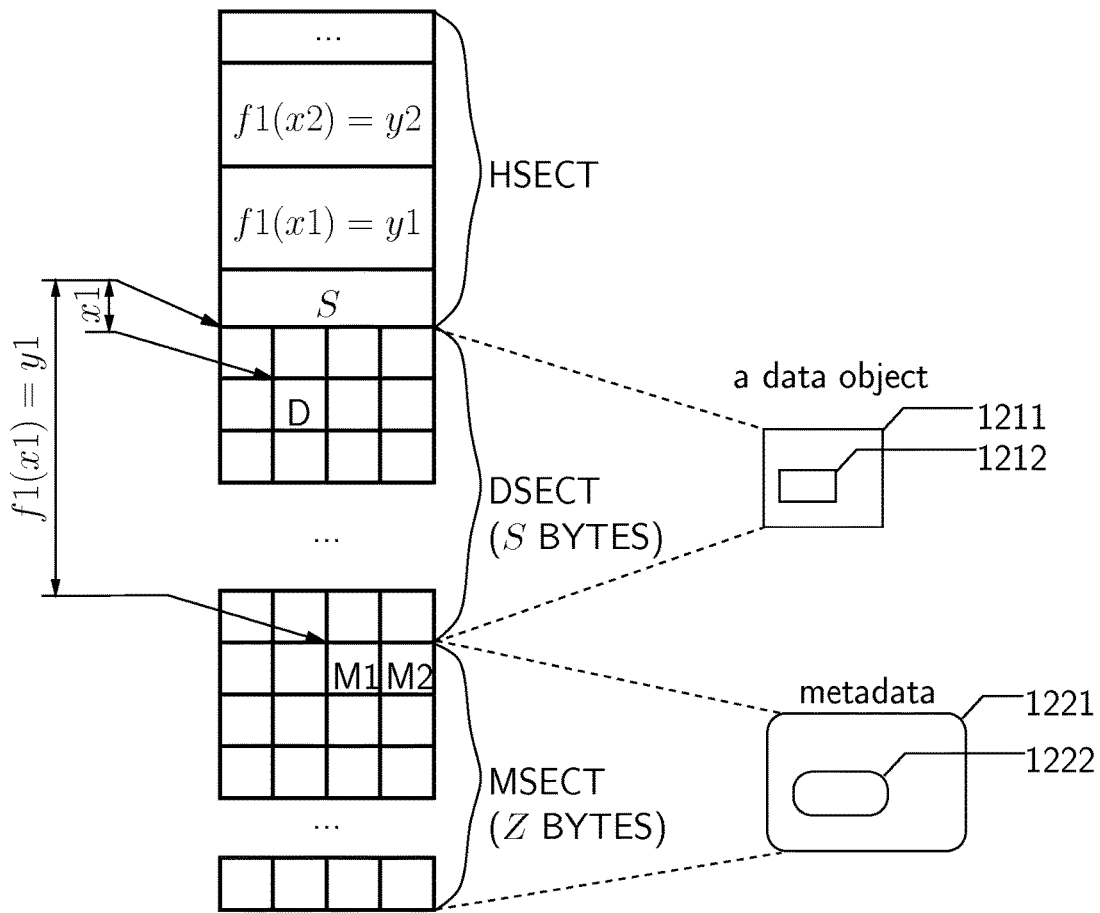 ...
f1(x2) = y2
HSECT
f1(x1) = y1
S
x1
f1(x1) = y1
D
a data object
1211
1212
DSECT
(S BYTES)
...
M1 M2
metadata
1221
1222
MSECT
(Z BYTES)
...